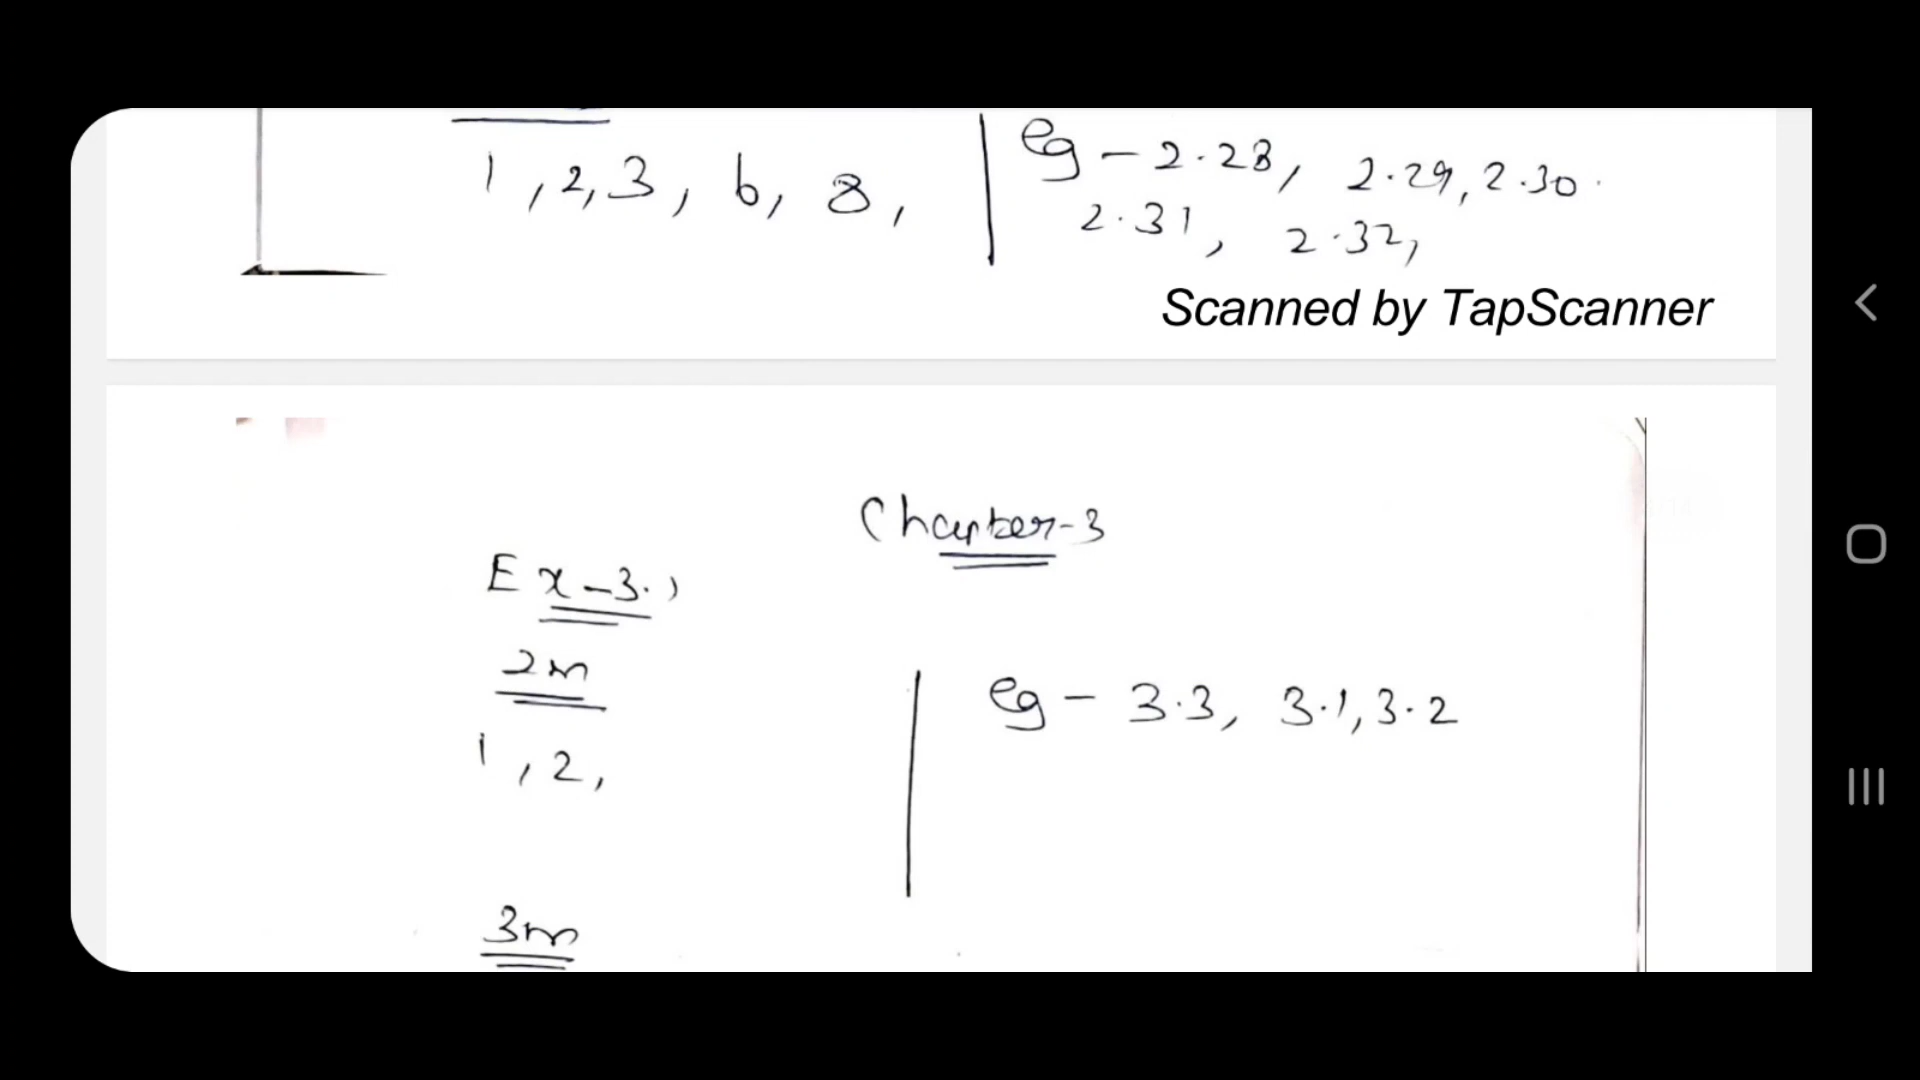 1, 2, 3, 6, 8,
eg - 2.28, 2.29, 2.30.
2.31, 2.32,
Scanned by TapScanner
Chapter-3
Ex-3.1
2m
1, 2,
eg - 3.3, 3.1, 3.2
3m